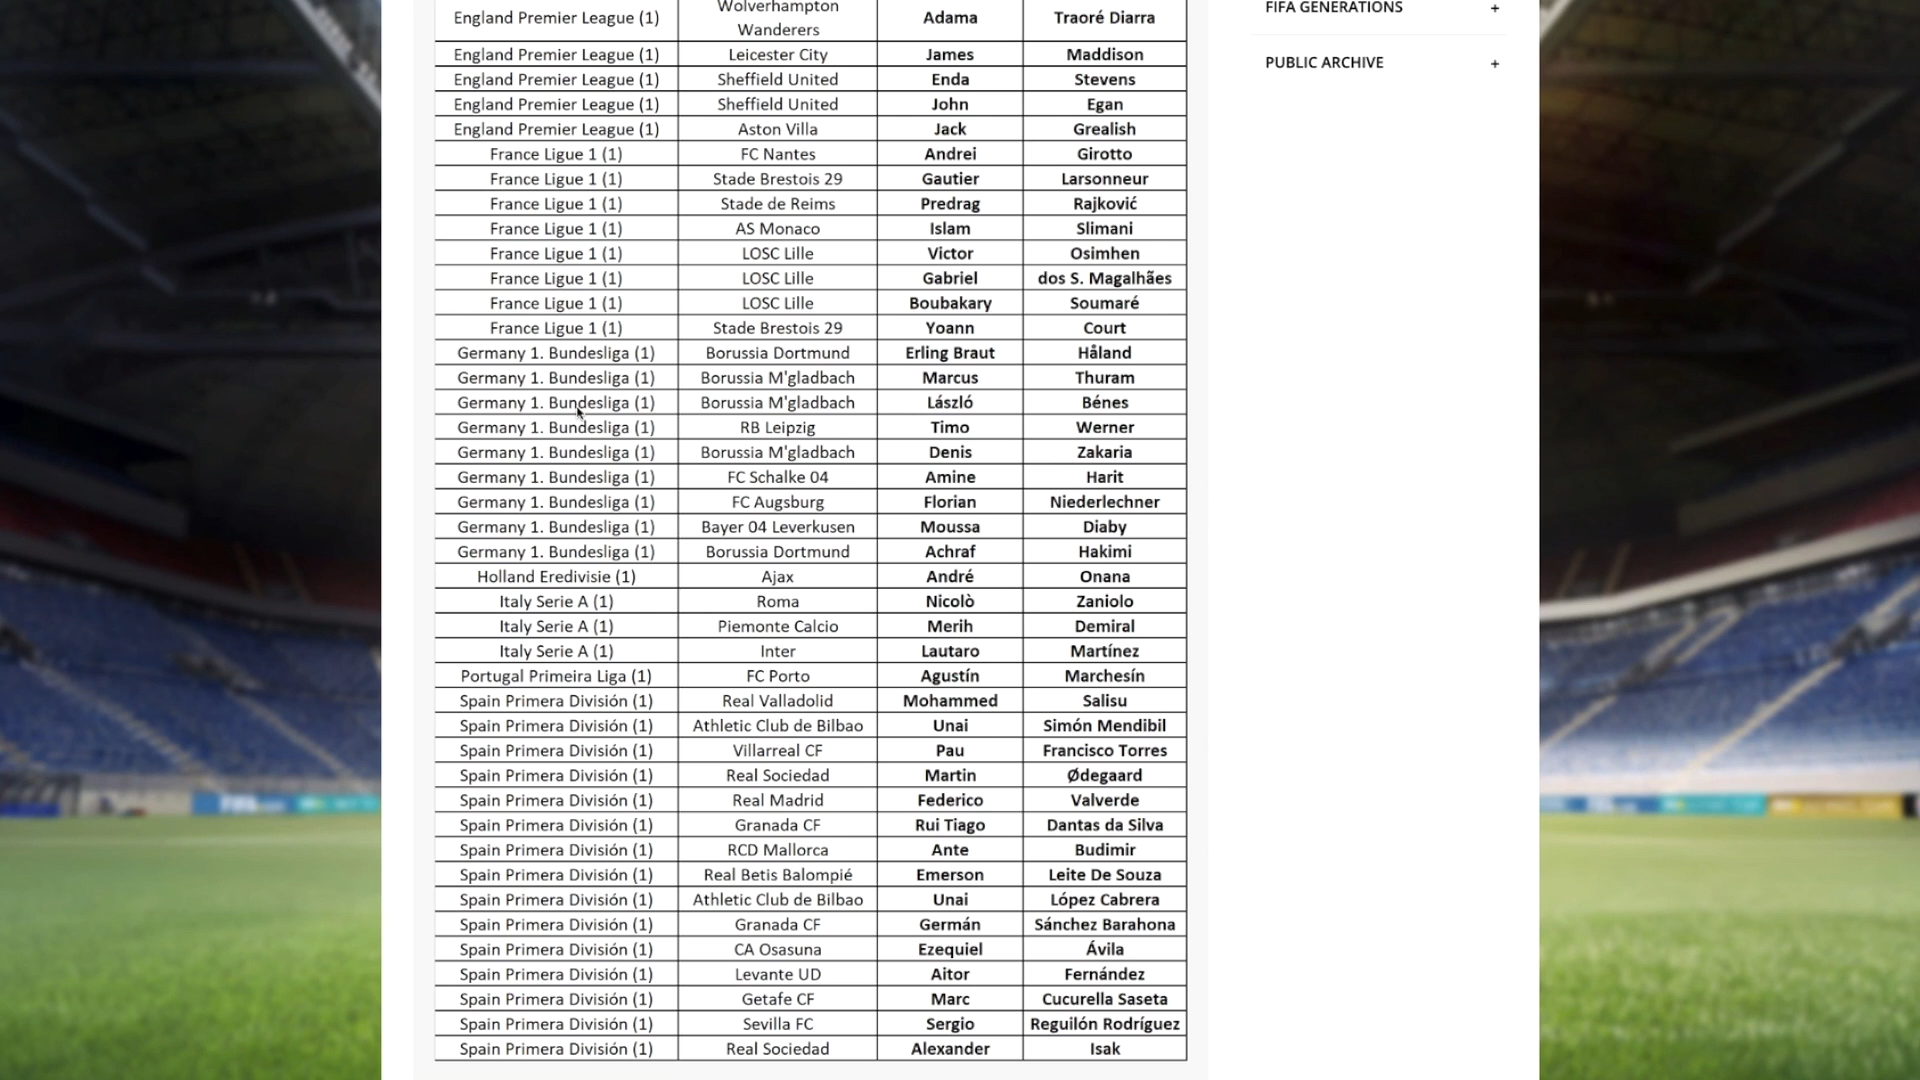 England Premier League (1) Wolverhampton Wanderers Adama Traoré Diarra
England Premier League (1) Leicester City James Maddison
England Premier League (1) Sheffield United Enda Stevens
England Premier League (1) Sheffield United John Egan
England Premier League (1) Aston Villa Jack Grealish
France Ligue 1 (1) FC Nantes Andrei Girotto
France Ligue 1 (1) Stade Brestois 29 Gautier Larsonneur
France Ligue 1 (1) Stade de Reims Predrag Rajković
France Ligue 1 (1) AS Monaco Islam Slimani
France Ligue 1 (1) LOSC Lille Victor Osimhen
France Ligue 1 (1) LOSC Lille Gabriel dos S. Magalhães
France Ligue 1 (1) LOSC Lille Boubakary Soumaré
France Ligue 1 (1) Stade Brestois 29 Yoann Court
Germany 1. Bundesliga (1) Borussia Dortmund Erling Braut Håland
Germany 1. Bundesliga (1) Borussia M'gladbach Marcus Thuram
Germany 1. Bundesliga (1) Borussia M'gladbach László Bénes
Germany 1. Bundesliga (1) RB Leipzig Timo Werner
Germany 1. Bundesliga (1) Borussia M'gladbach Denis Zakaria
Germany 1. Bundesliga (1) FC Schalke 04 Amine Harit
Germany 1. Bundesliga (1) FC Augsburg Florian Niederlechner
Germany 1. Bundesliga (1) Bayer 04 Leverkusen Moussa Diaby
Germany 1. Bundesliga (1) Borussia Dortmund Achraf Hakimi
Holland Eredivisie (1) Ajax André Onana
Italy Serie A (1) Roma Nicolò Zaniolo
Italy Serie A (1) Piemonte Calcio Merih Demiral
Italy Serie A (1) Inter Lautaro Martínez
Portugal Primeira Liga (1) FC Porto Agustín Marchesín
Spain Primera División (1) Real Valladolid Mohammed Salisu
Spain Primera División (1) Athletic Club de Bilbao Unai Simón Mendibil
Spain Primera División (1) Villarreal CF Pau Francisco Torres
Spain Primera División (1) Real Sociedad Martin Ødegaard
Spain Primera División (1) Real Madrid Federico Valverde
Spain Primera División (1) Granada CF Rui Tiago Dantas da Silva
Spain Primera División (1) RCD Mallorca Ante Budimir
Spain Primera División (1) Real Betis Balompié Emerson Leite De Souza
Spain Primera División (1) Athletic Club de Bilbao Unai López Cabrera
Spain Primera División (1) Granada CF Germán Sánchez Barahona
Spain Primera División (1) CA Osasuna Ezequiel Ávila
Spain Primera División (1) Levante UD Aitor Fernández
Spain Primera División (1) Getafe CF Marc Cucurella Saseta
Spain Primera División (1) Sevilla FC Sergio Reguilón Rodríguez
Spain Primera División (1) Real Sociedad Alexander Isak
FIFA GENERATIONS +
PUBLIC ARCHIVE +